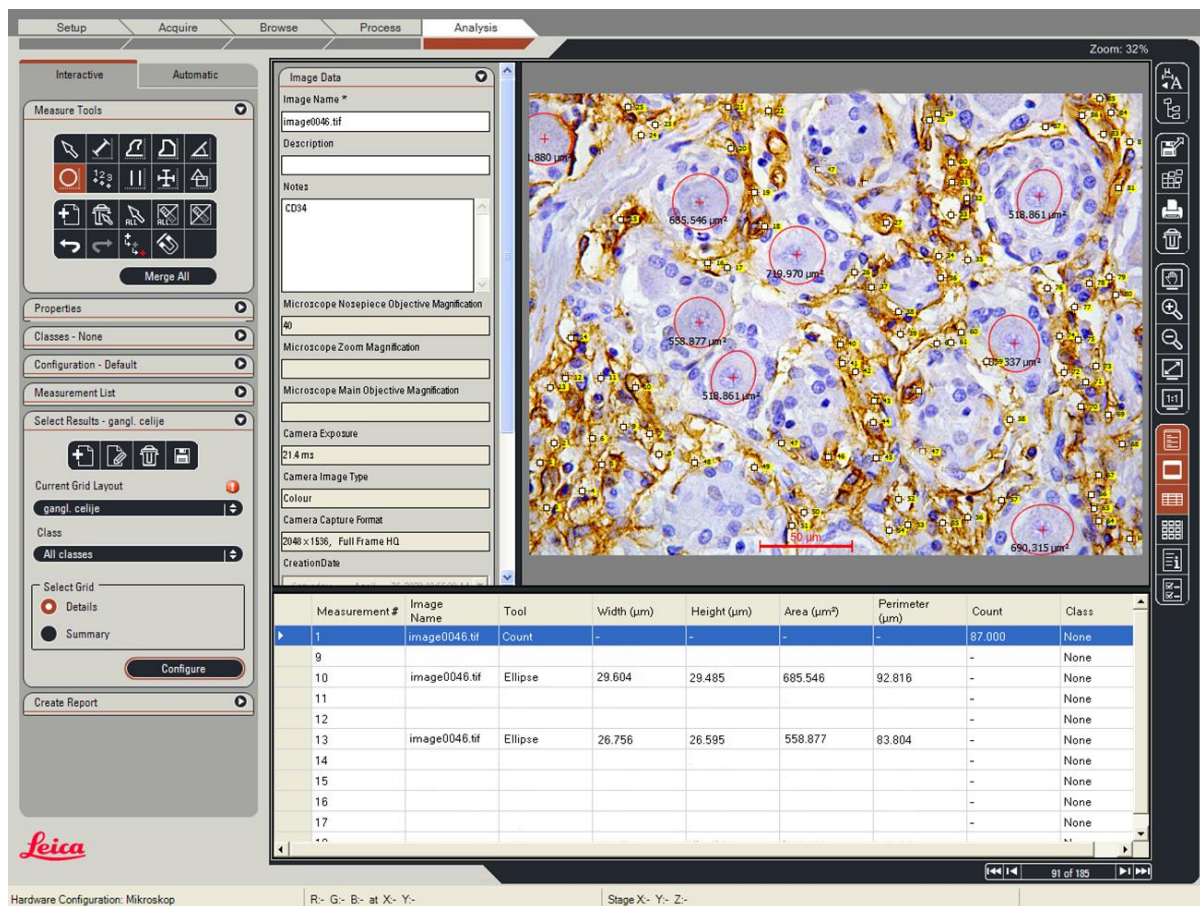 Setup
Acquire
Browse
Process
Analysis
Zoom: 32%
Interactive
Automatic
Measure Tools
ALL
ALL
Merge All
Properties
Classes - None
Configuration - Default
Measurement List
Select Results - gangl. celije
Current Grid Layout
gangl. celije
Class
All classes
Select Grid
Details
Summary
Configure
Create Report
Leica
Image Data
Image Name *
image0046.tif
Description
Notes
CD34
Microscope Nosepiece Objective Magnification
40
Microscope Zoom Magnification
Microscope Main Objective Magnification
Camera Exposure
21.4 ms
Camera Image Type
Colour
Camera Capture Format
2048 x 1536, Full Frame HQ
CreationDate
685.546 µm²
518.861 µm²
719.970 µm²
558.877 µm²
518.861 µm²
690.315 µm²
50 µm
1:1
Measurement # Image Name Tool Width (µm) Height (µm) Area (µm²) Perimeter (µm) Count Class
1 image0046.tif Count - - - - 87.000 None
9 - None
10 image0046.tif Ellipse 29.604 29.485 685.546 92.816 - None
11 - None
12 - None
13 image0046.tif Ellipse 26.756 26.595 558.877 83.804 - None
14 - None
15 - None
16 - None
17 - None
91 of 185
Hardware Configuration: Mikroskop
R:- G:- B:- at X:- Y:-
Stage X:- Y:- Z:-